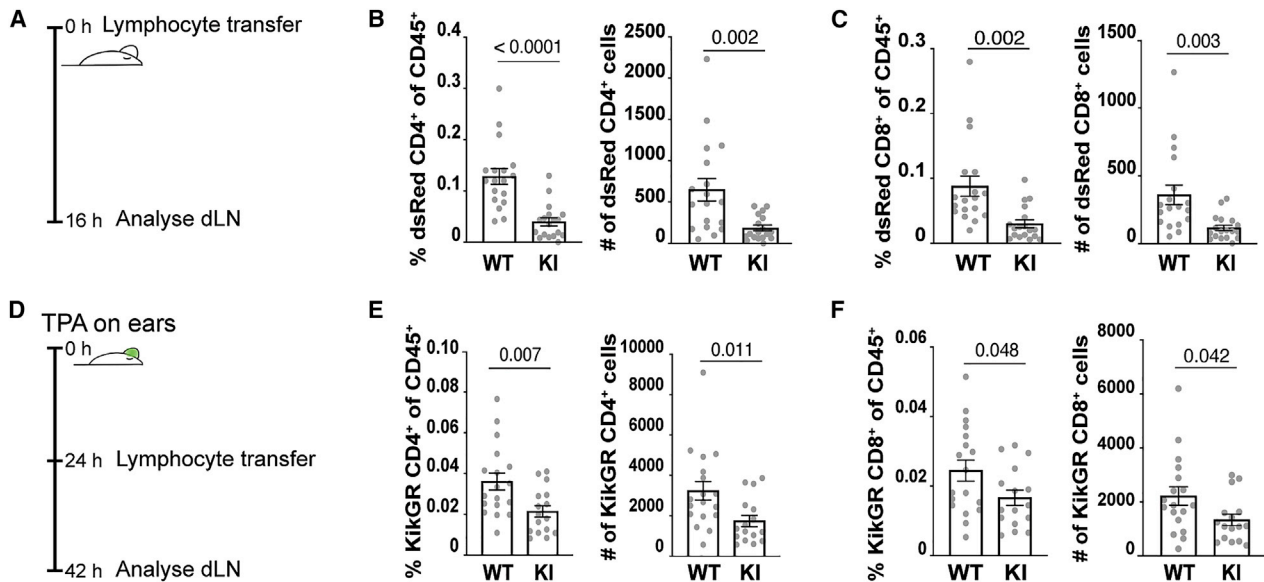 A
0 h Lymphocyte transfer
16 h Analyse dLN
B
% dsRed CD4+ of CD45+
0.4
0.3
0.2
0.1
0
< 0.0001
WT KI
# of dsRed CD4+ cells
2500
2000
1500
1000
500
0
0.002
WT KI
C
% dsRed CD8+ of CD45+
0.3
0.2
0.1
0
0.002
WT KI
# of dsRed CD8+ cells
1500
1000
500
0
0.003
WT KI
D
TPA on ears
0 h
24 h Lymphocyte transfer
42 h Analyse dLN
E
% KikGR CD4+ of CD45+
0.10
0.08
0.06
0.04
0.02
0
0.007
WT KI
# of KikGR CD4+ cells
10000
8000
6000
4000
2000
0
0.011
WT KI
F
% KikGR CD8+ of CD45+
0.06
0.04
0.02
0
0.048
WT KI
# of KikGR CD8+ cells
8000
6000
4000
2000
0
0.042
WT KI